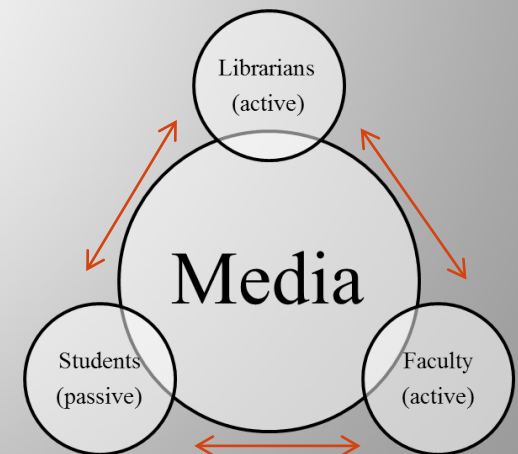 Librarians
(active)
Media
Students
(passive)
Faculty
(active)